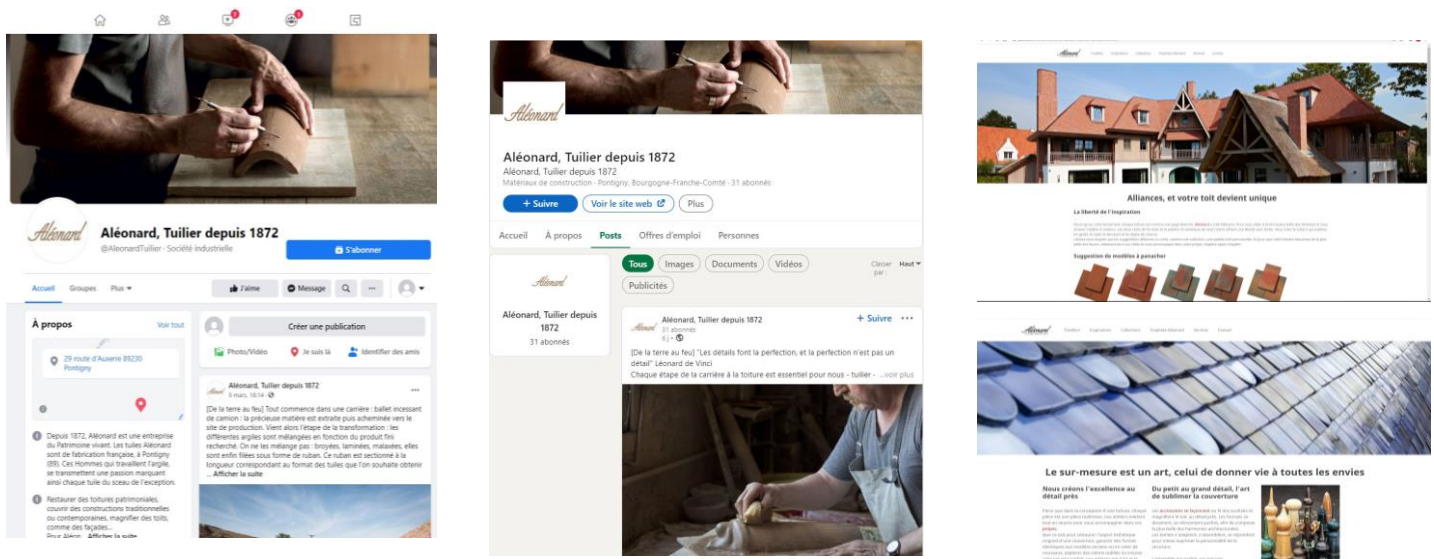 2
3
Aléonard
Aléonard, Tuilier depuis 1872
@AleonardTuilier · Société industrielle
S'abonner
Accueil Groupes Plus
J'aime Message
À propos Voir tout
29 route d'Auxerre 89230
Pontigny
Depuis 1872, Aléonard est une entreprise
du Patrimoine vivant. Les tuiles Aléonard
sont de fabrication française, à Pontigny
(89). Ces Hommes qui travaillent l'argile,
se transmettent une passion marquant
ainsi chaque tuile du sceau de l'exception.
Restaurer des toitures patrimoniales,
couvrir des constructions traditionnelles
ou contemporaines, magnifier des toits,
comme des façades...
Pour Aléon... Afficher la suite
Créer une publication
Photo/Vidéo Je suis là Identifier des amis
Aléonard, Tuilier depuis 1872
9 mars, 18:14
[De la terre au feu] Tout commence dans une carrière : ballet incessant
de camion : la précieuse matière est extraite puis acheminée vers le
site de production. Vient alors l'étape de la transformation : les
différentes argiles sont mélangées en fonction du produit fini
recherché. On ne les mélange pas : broyées, laminées, malaxées, elles
sont enfin filées sous forme de ruban. Ce ruban est sectionné à la
longueur correspondant au format des tuiles que l'on souhaite obtenir
... Afficher la suite
Aléonard
Aléonard, Tuilier depuis 1872
Aléonard, Tuilier depuis 1872
Matériaux de construction · Pontigny, Bourgogne-Franche-Comté · 31 abonnés
+ Suivre Voir le site web Plus
Accueil À propos Posts Offres d'emploi Personnes
Aléonard
Aléonard, Tuilier depuis
1872
31 abonnés
Tous Images Documents Vidéos
Publicités
Classer par : Haut
Aléonard
Aléonard, Tuilier depuis 1872
31 abonnés
6 j
+ Suivre
[De la terre au feu] "Les détails font la perfection, et la perfection n'est pas un
détail" Léonard de Vinci
Chaque étape de la carrière à la toiture est essentiel pour nous - tuilier - ...voir plus
Aléonard
Alliances, et votre toit devient unique
La liberté de l'inspiration
Suggestion de modèles à panacher
Aléonard
Le sur-mesure est un art, celui de donner vie à toutes les envies
Nous créons l'excellence au
détail près
Du petit au grand détail, l'art
de sublimer la couverture